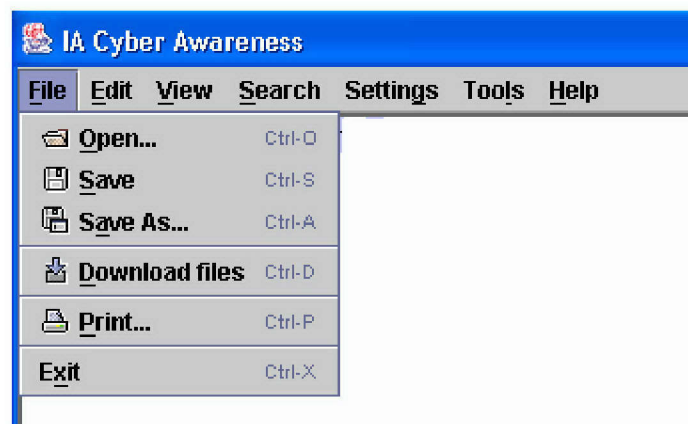 IA Cyber Awareness
File Edit View Search Settings Tools Help
Open... Ctrl-O
Save Ctrl-S
Save As... Ctrl-A
Download files Ctrl-D
Print... Ctrl-P
Exit Ctrl-X